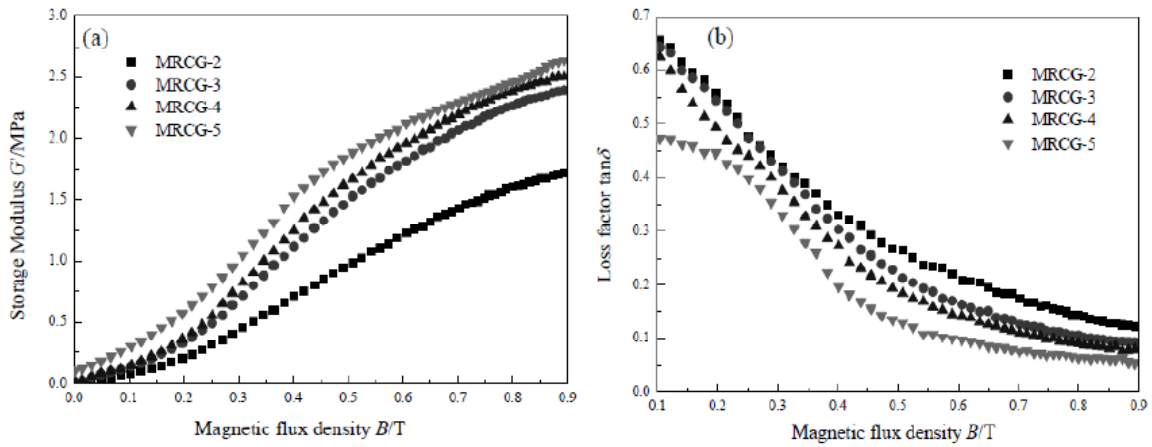 (a)
MRCG-2
MRCG-3
MRCG-4
MRCG-5
3.0
2.5
2.0
1.5
1.0
0.5
0.0
Storage Modulus G'/MPa
0.0 0.1 0.2 0.3 0.4 0.5 0.6 0.7 0.8 0.9
Magnetic flux density B/T
(b)
MRCG-2
MRCG-3
MRCG-4
MRCG-5
0.7
0.6
0.5
0.4
0.3
0.2
0.1
0.0
Loss factor tanδ
0.1 0.2 0.3 0.4 0.5 0.6 0.7 0.8 0.9
Magnetic flux density B/T